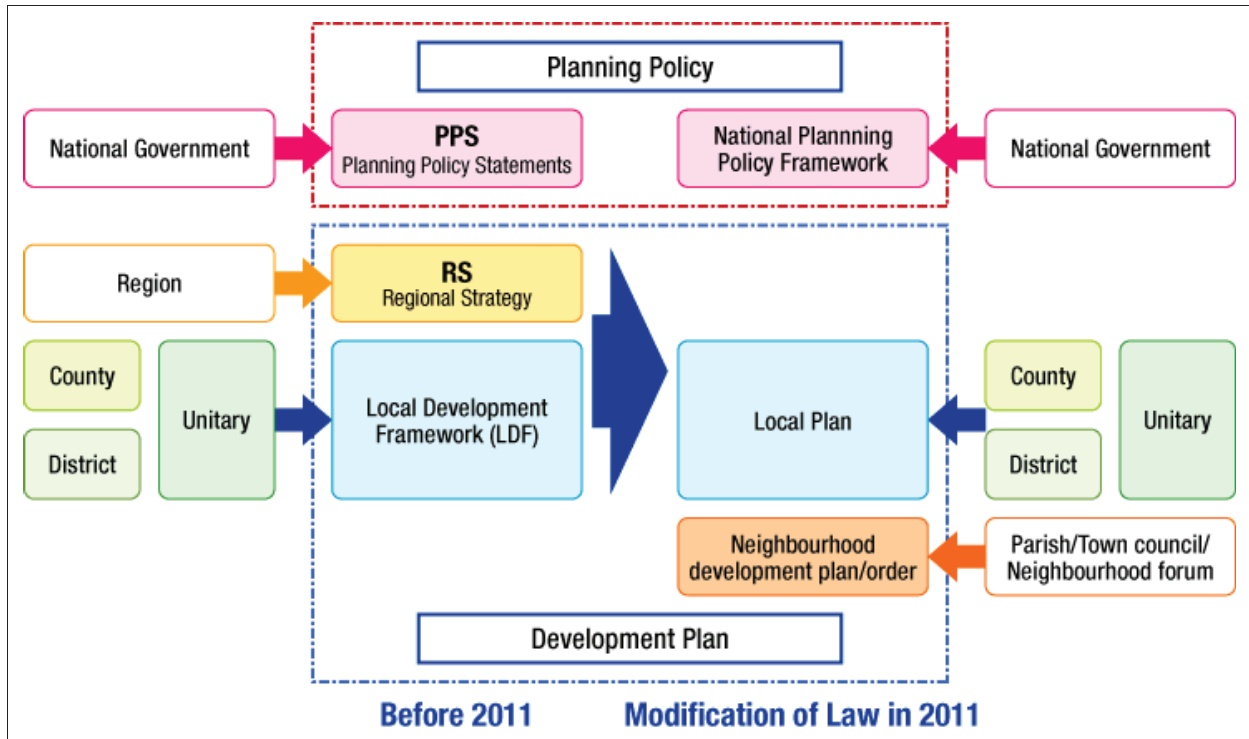 Planning Policy
National Government
PPS
Planning Policy Statements
National Plannning
Policy Framework
National Government
Region
RS
Regional Strategy
County
District
Unitary
Local Development
Framework (LDF)
Local Plan
County
District
Unitary
Neighbourhood
development plan/order
Parish/Town council/
Neighbourhood forum
Development Plan
Before 2011
Modification of Law in 2011